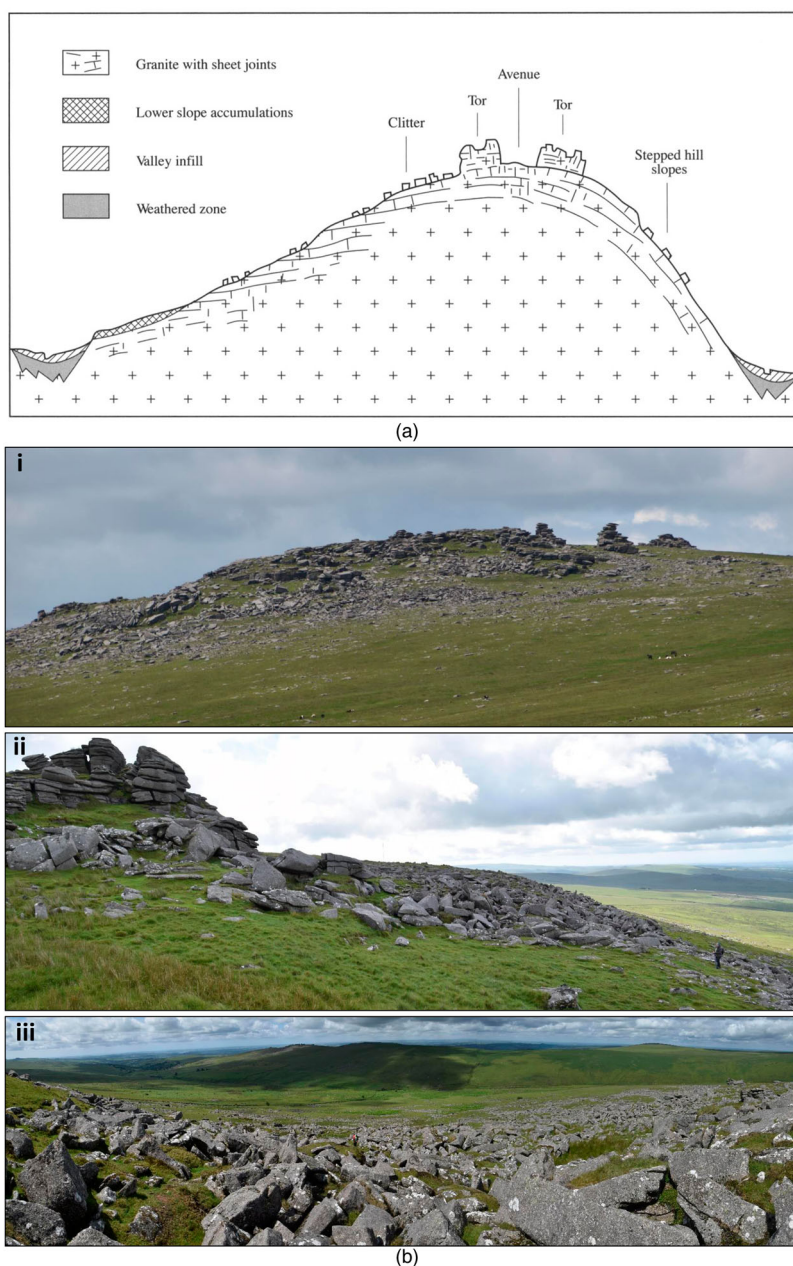 Granite with sheet joints
Lower slope accumulations
Valley infill
Weathered zone
Clitter
Tor
Avenue
Tor
Stepped hill
slopes
(a)
i
ii
iii
(b)